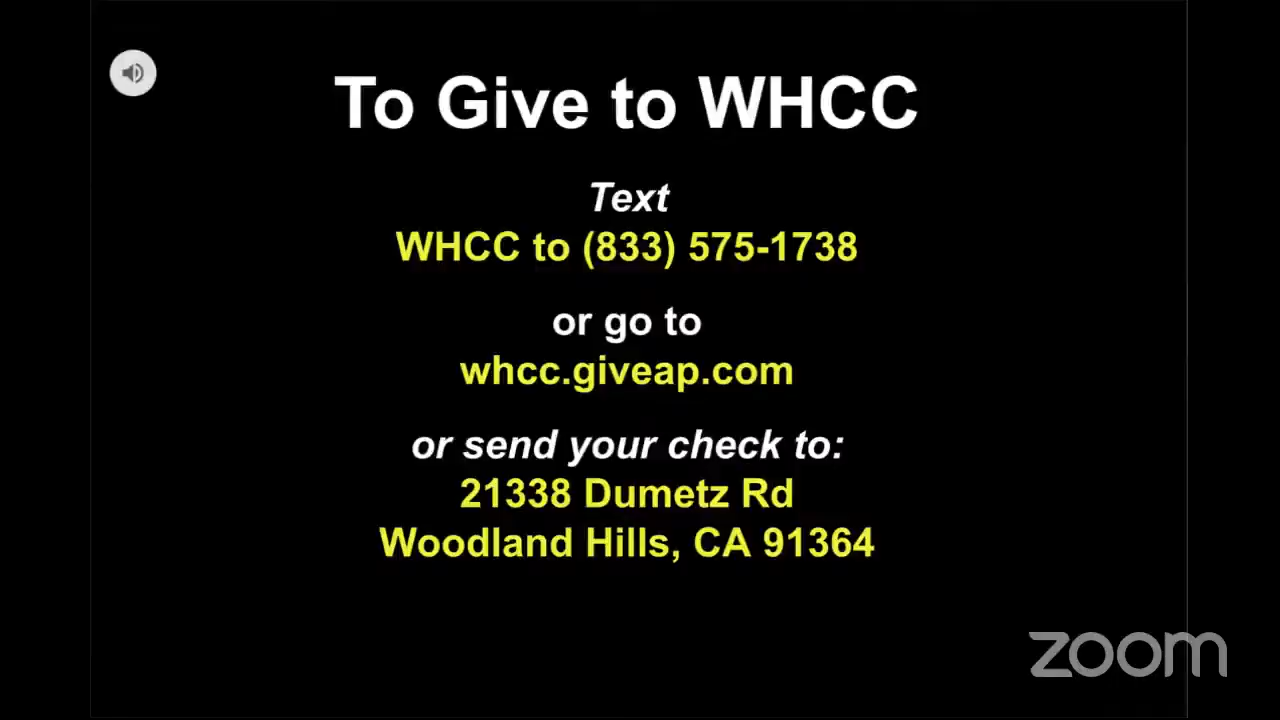 To Give to WHCC
Text
WHCC to (833) 575-1738
or go to
whcc.giveap.com
or send your check to:
21338 Dumetz Rd
Woodland Hills, CA 91364
zoom